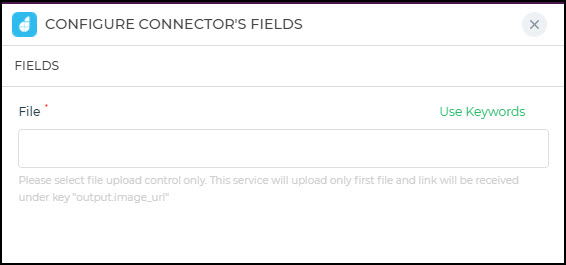 CONFIGURE CONNECTOR'S FIELDS
FIELDS
File *
Use Keywords
Please select file upload control only. This service will upload only first file and link will be received
under key "output.image_url"